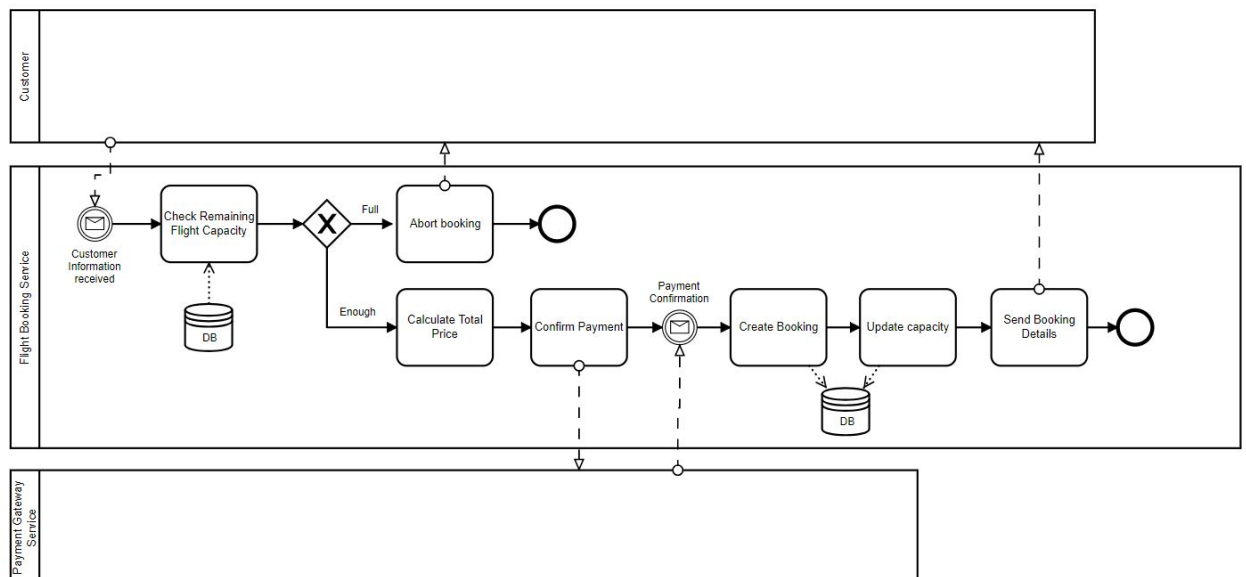 Customer
Flight Booking Service
Customer
Information
received
Check Remaining
Flight Capacity
DB
X
Full
Abort booking
Enough
Calculate Total
Price
Confirm Payment
Payment
Confirmation
Create Booking
Update capacity
DB
Send Booking
Details
Payment Gateway
Service